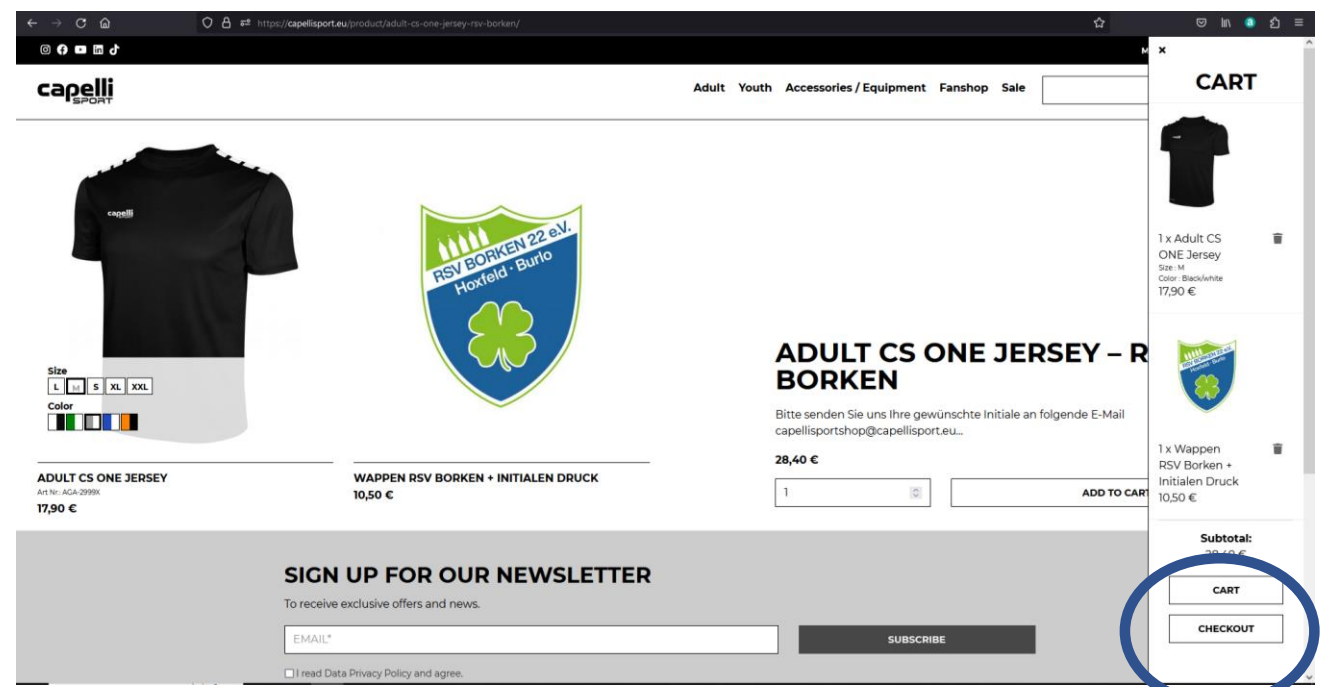 https://capellisport.eu/product/adult-cs-one-jersey-rsv-borken/
capelli
SPORT
Adult Youth Accessories / Equipment Fanshop Sale
capelli
Size
L M S XL XXL
Color
ADULT CS ONE JERSEY
Art Nr.: AGA-2999X
17,90 €
RSV BORKEN 22 e.V.
Hoxfeld · Burlo
WAPPEN RSV BORKEN + INITIALEN DRUCK
10,50 €
ADULT CS ONE JERSEY – R
BORKEN
Bitte senden Sie uns Ihre gewünschte Initiale an folgende E-Mail
capellisportshop@capellisport.eu...
28,40 €
1
ADD TO CART
SIGN UP FOR OUR NEWSLETTER
To receive exclusive offers and news.
EMAIL*
SUBSCRIBE
I read Data Privacy Policy and agree.
CART
1 x Adult CS
ONE Jersey
Size : M
Color : Black/white
17,90 €
RSV BORKEN 22 e.V.
1 x Wappen
RSV Borken +
Initialen Druck
10,50 €
Subtotal:
28,40 €
CART
CHECKOUT